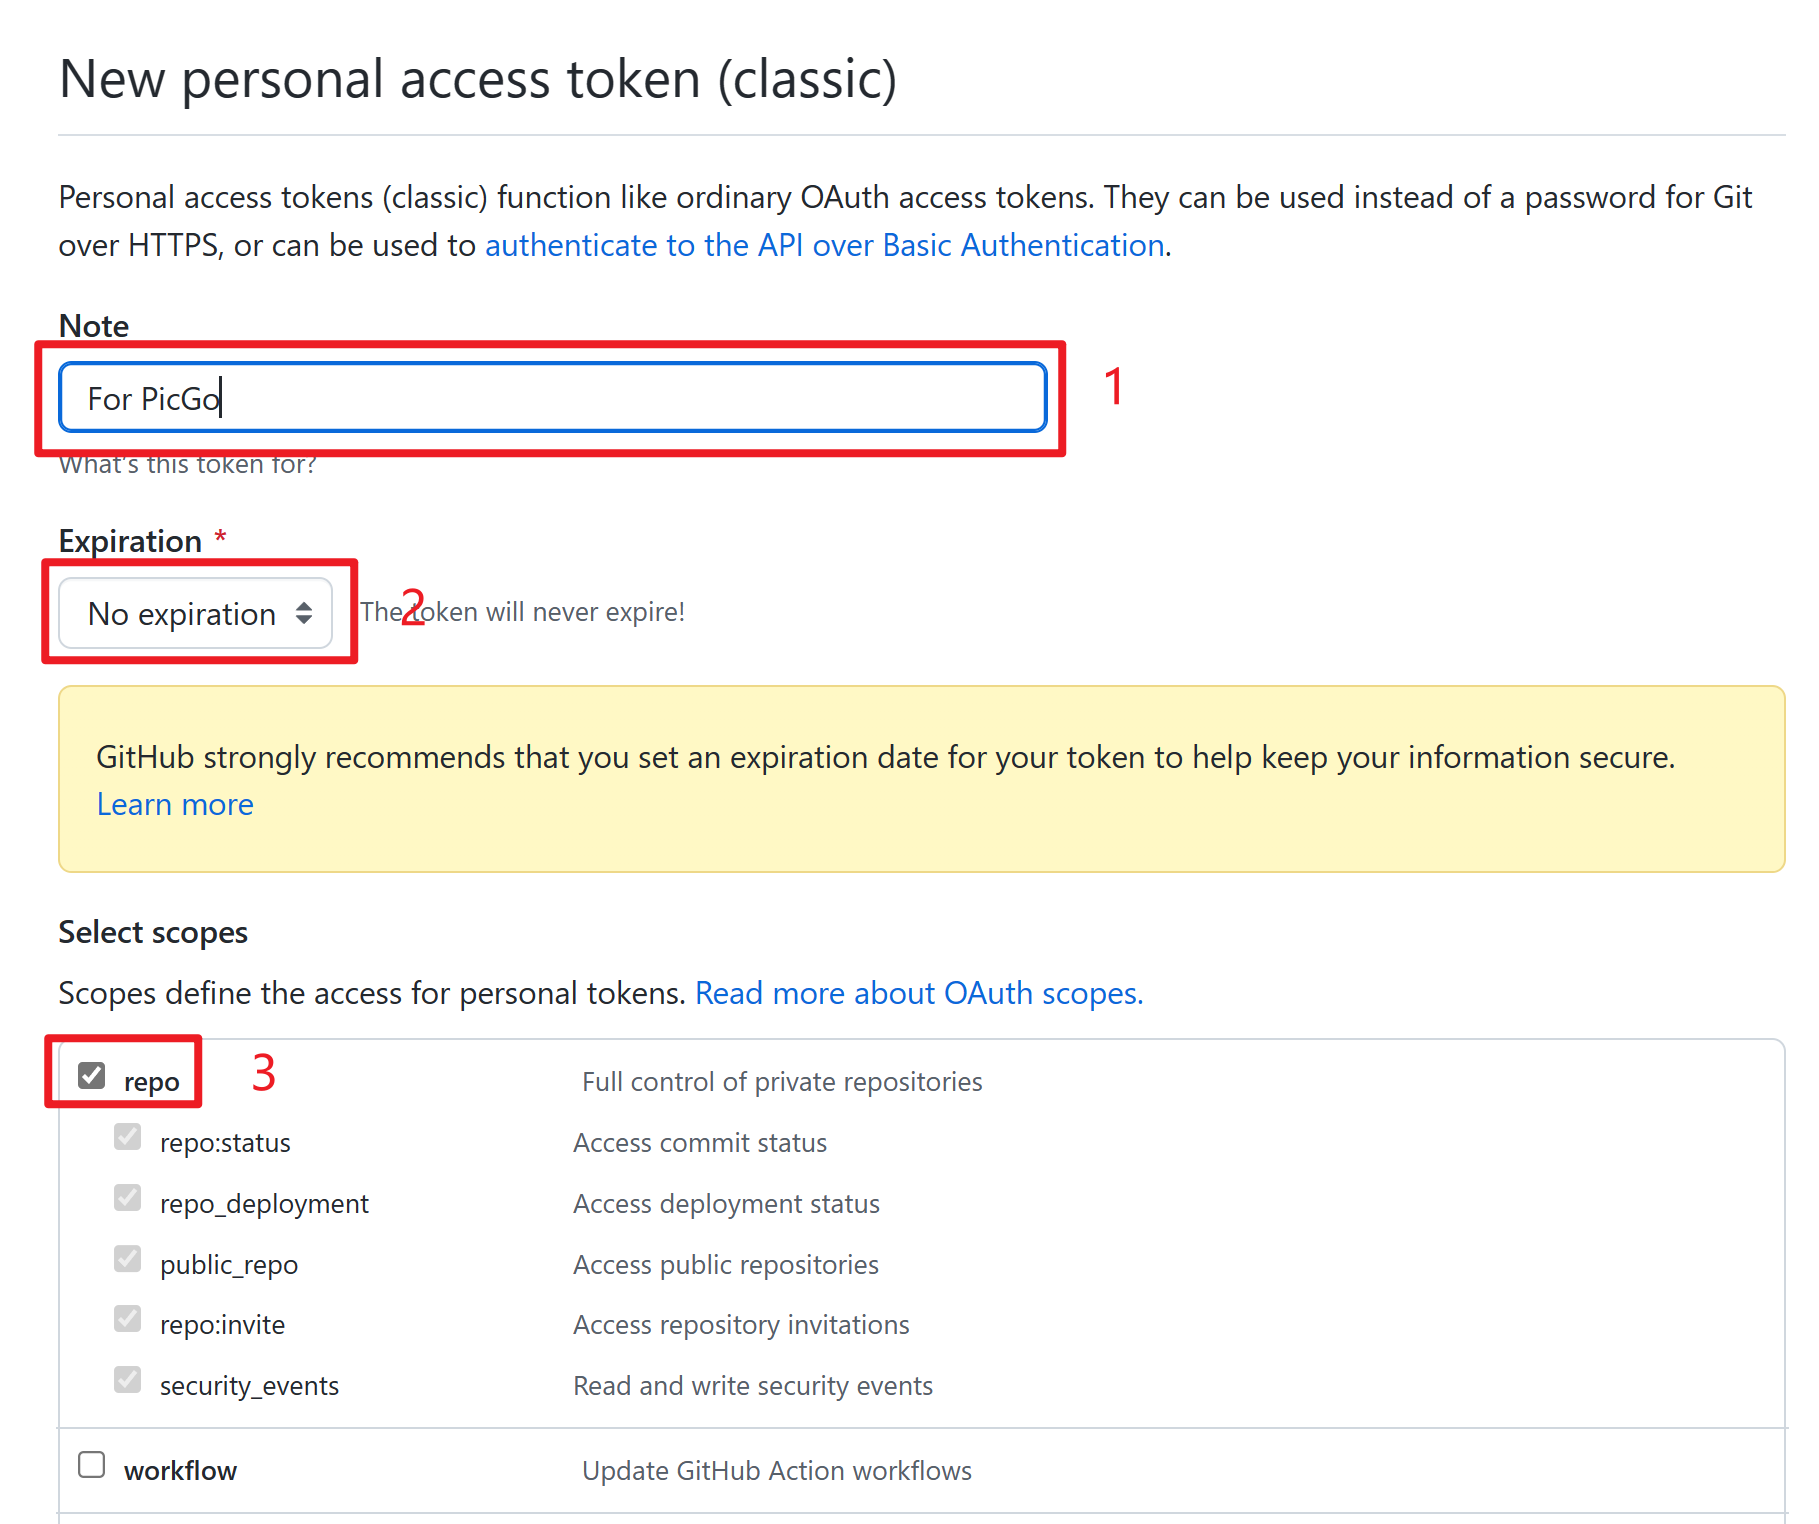 New personal access token (classic)
Personal access tokens (classic) function like ordinary OAuth access tokens. They can be used instead of a password for Git
over HTTPS, or can be used to authenticate to the API over Basic Authentication.
Note
For PicGo
1
What's this token for?
Expiration *
No expiration
2
The token will never expire!
GitHub strongly recommends that you set an expiration date for your token to help keep your information secure.
Learn more
Select scopes
Scopes define the access for personal tokens. Read more about OAuth scopes.
repo
3
Full control of private repositories
repo:status
Access commit status
repo_deployment
Access deployment status
public_repo
Access public repositories
repo:invite
Access repository invitations
security_events
Read and write security events
workflow
Update GitHub Action workflows